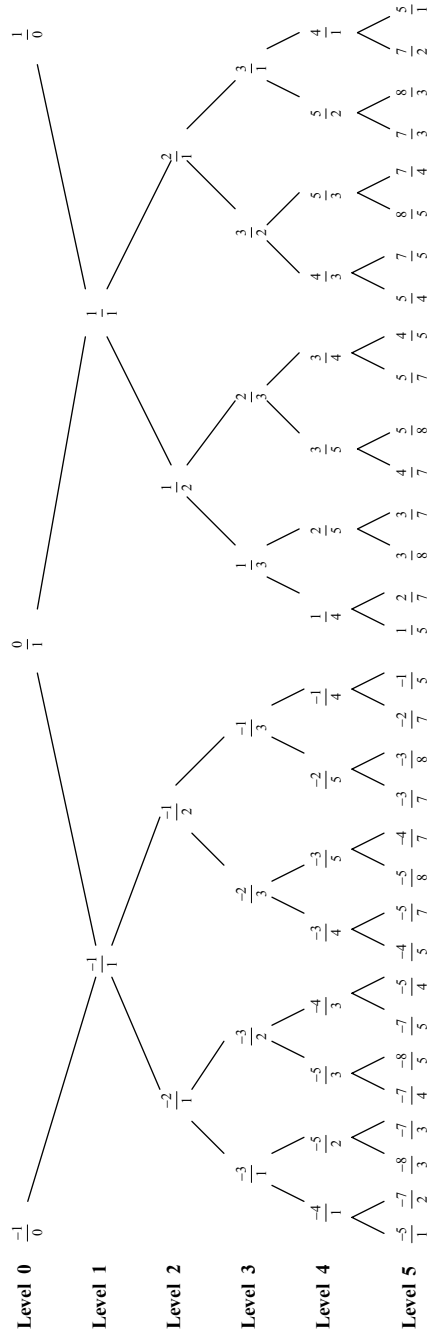 Level 0 −1/0 0/1 1/0
Level 1 −1/1 1/1
Level 2 −2/1 −1/2 1/2 2/1
Level 3 −3/1 −3/2 −2/3 −1/3 1/3 2/3 3/2 3/1
Level 4 −4/1 −5/2 −5/3 −4/3 −3/4 −3/5 −2/5 −1/4 1/4 2/5 3/5 3/4 4/3 5/3 5/2 4/1
Level 5 −5/1 −7/2 −8/3 −7/3 −7/4 −8/5 −7/5 −5/4 −4/5 −5/7 −5/8 −4/7 −3/7 −3/8 −2/7 −1/5 1/5 2/7 3/8 3/7 4/7 5/8 5/7 4/5 5/4 7/5 8/5 7/4 7/3 8/3 7/2 5/1